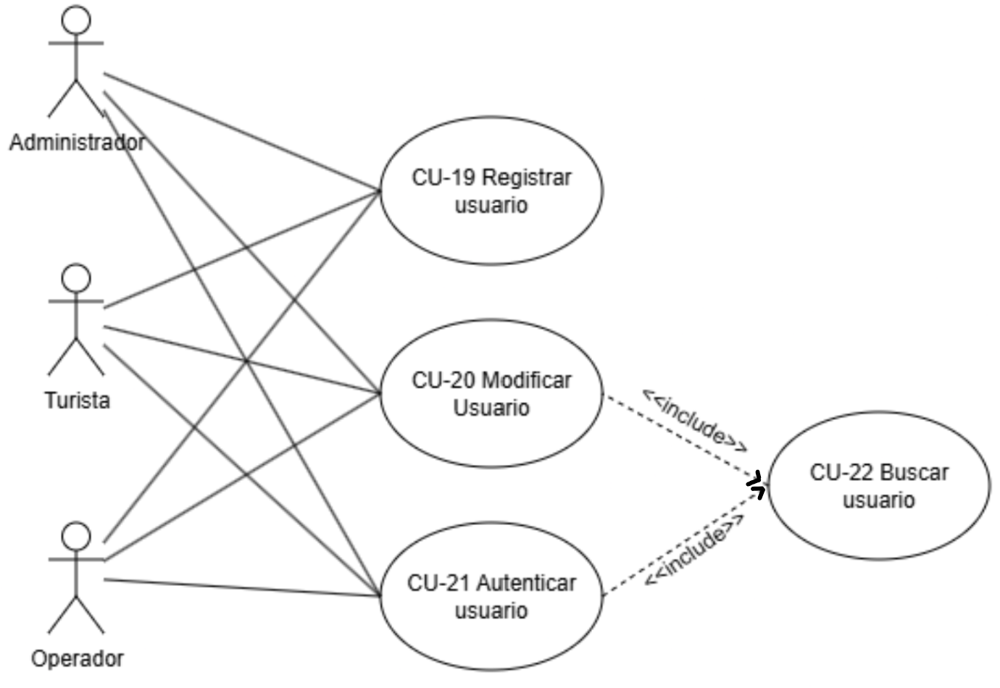 Administrador
CU-19 Registrar
usuario
Turista
CU-20 Modificar
Usuario
<<include>>
CU-22 Buscar
usuario
<<include>>
CU-21 Autenticar
usuario
Operador